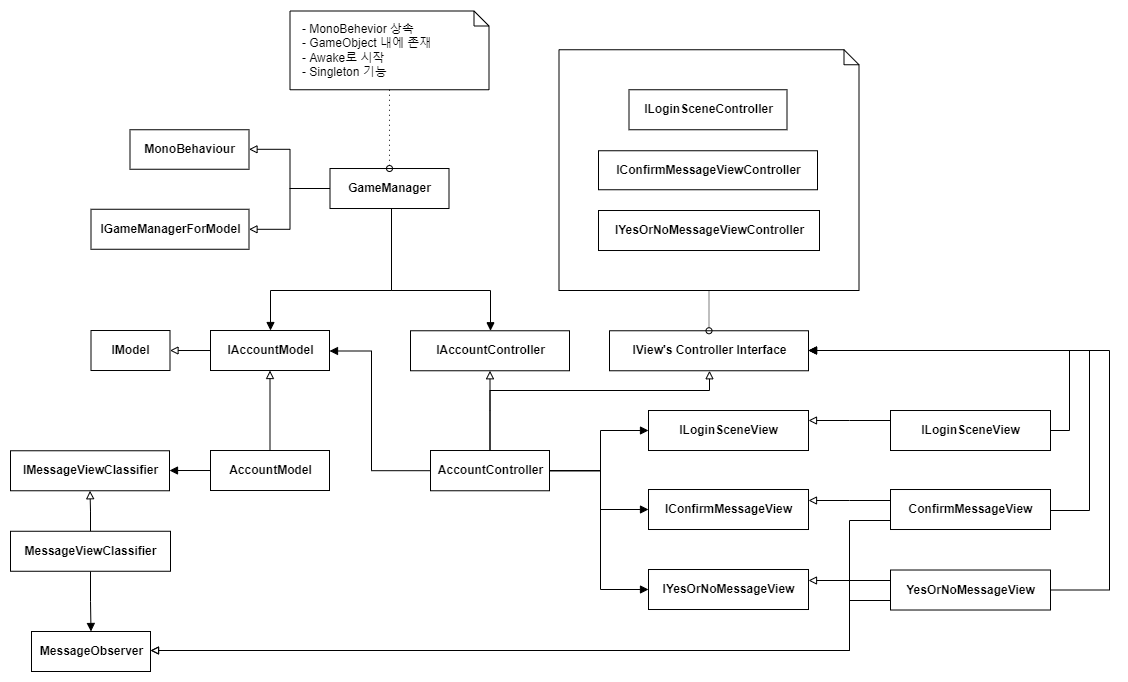 - MonoBehevior 상속
- GameObject 내에 존재
- Awake로 시작
- Singleton 기능
ILoginSceneController
IConfirmMessageViewController
IYesOrNoMessageViewController
MonoBehaviour
GameManager
IGameManagerForModel
IModel
IAccountModel
IAccountController
IView's Controller Interface
ILoginSceneView
ILoginSceneView
IMessageViewClassifier
AccountModel
AccountController
IConfirmMessageView
ConfirmMessageView
MessageViewClassifier
IYesOrNoMessageView
YesOrNoMessageView
MessageObserver